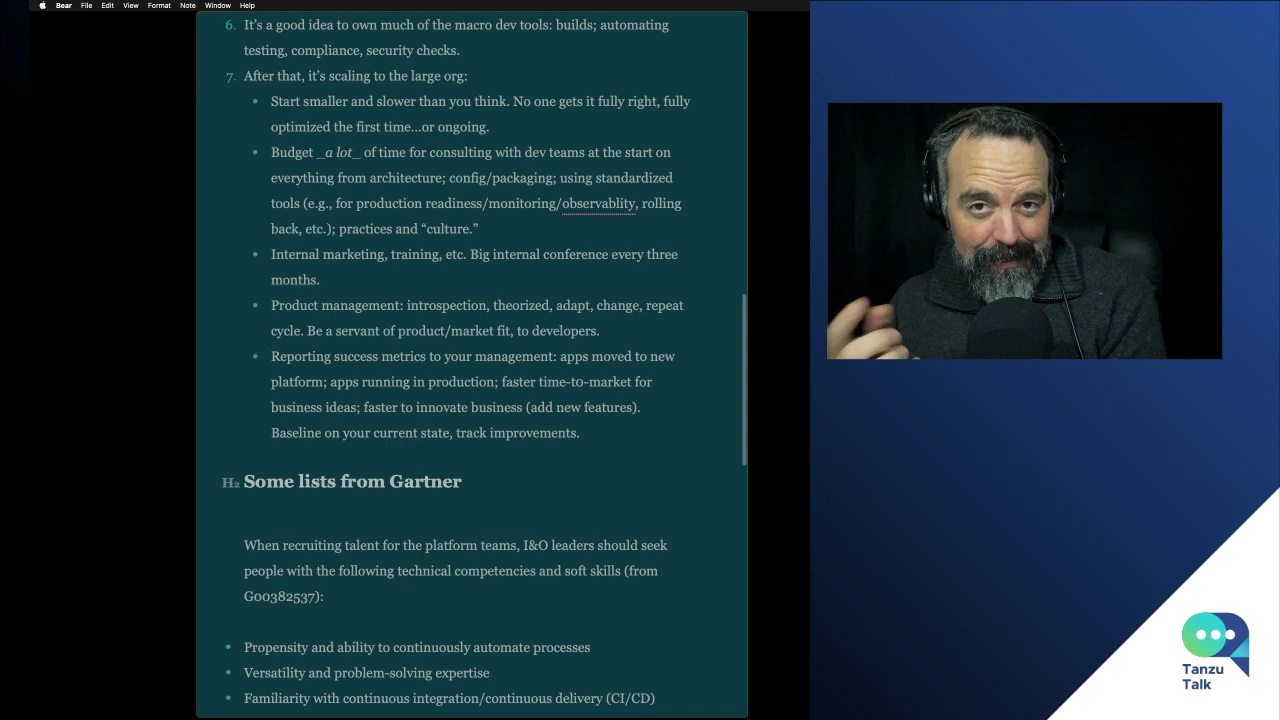 Bear File Edit View Format Note Window Help
6. It's a good idea to own much of the macro dev tools: builds; automating
testing, compliance, security checks.
7. After that, it's scaling to the large org:
• Start smaller and slower than you think. No one gets it fully right, fully
optimized the first time…or ongoing.
• Budget _a lot_ of time for consulting with dev teams at the start on
everything from architecture; config/packaging; using standardized
tools (e.g., for production readiness/monitoring/observablity, rolling
back, etc.); practices and “culture.”
• Internal marketing, training, etc. Big internal conference every three
months.
• Product management: introspection, theorized, adapt, change, repeat
cycle. Be a servant of product/market fit, to developers.
• Reporting success metrics to your management: apps moved to new
platform; apps running in production; faster time-to-market for
business ideas; faster to innovate business (add new features).
Baseline on your current state, track improvements.
H2 Some lists from Gartner
When recruiting talent for the platform teams, I&O leaders should seek
people with the following technical competencies and soft skills (from
G00382537):
• Propensity and ability to continuously automate processes
• Versatility and problem-solving expertise
• Familiarity with continuous integration/continuous delivery (CI/CD)
Tanzu
Talk